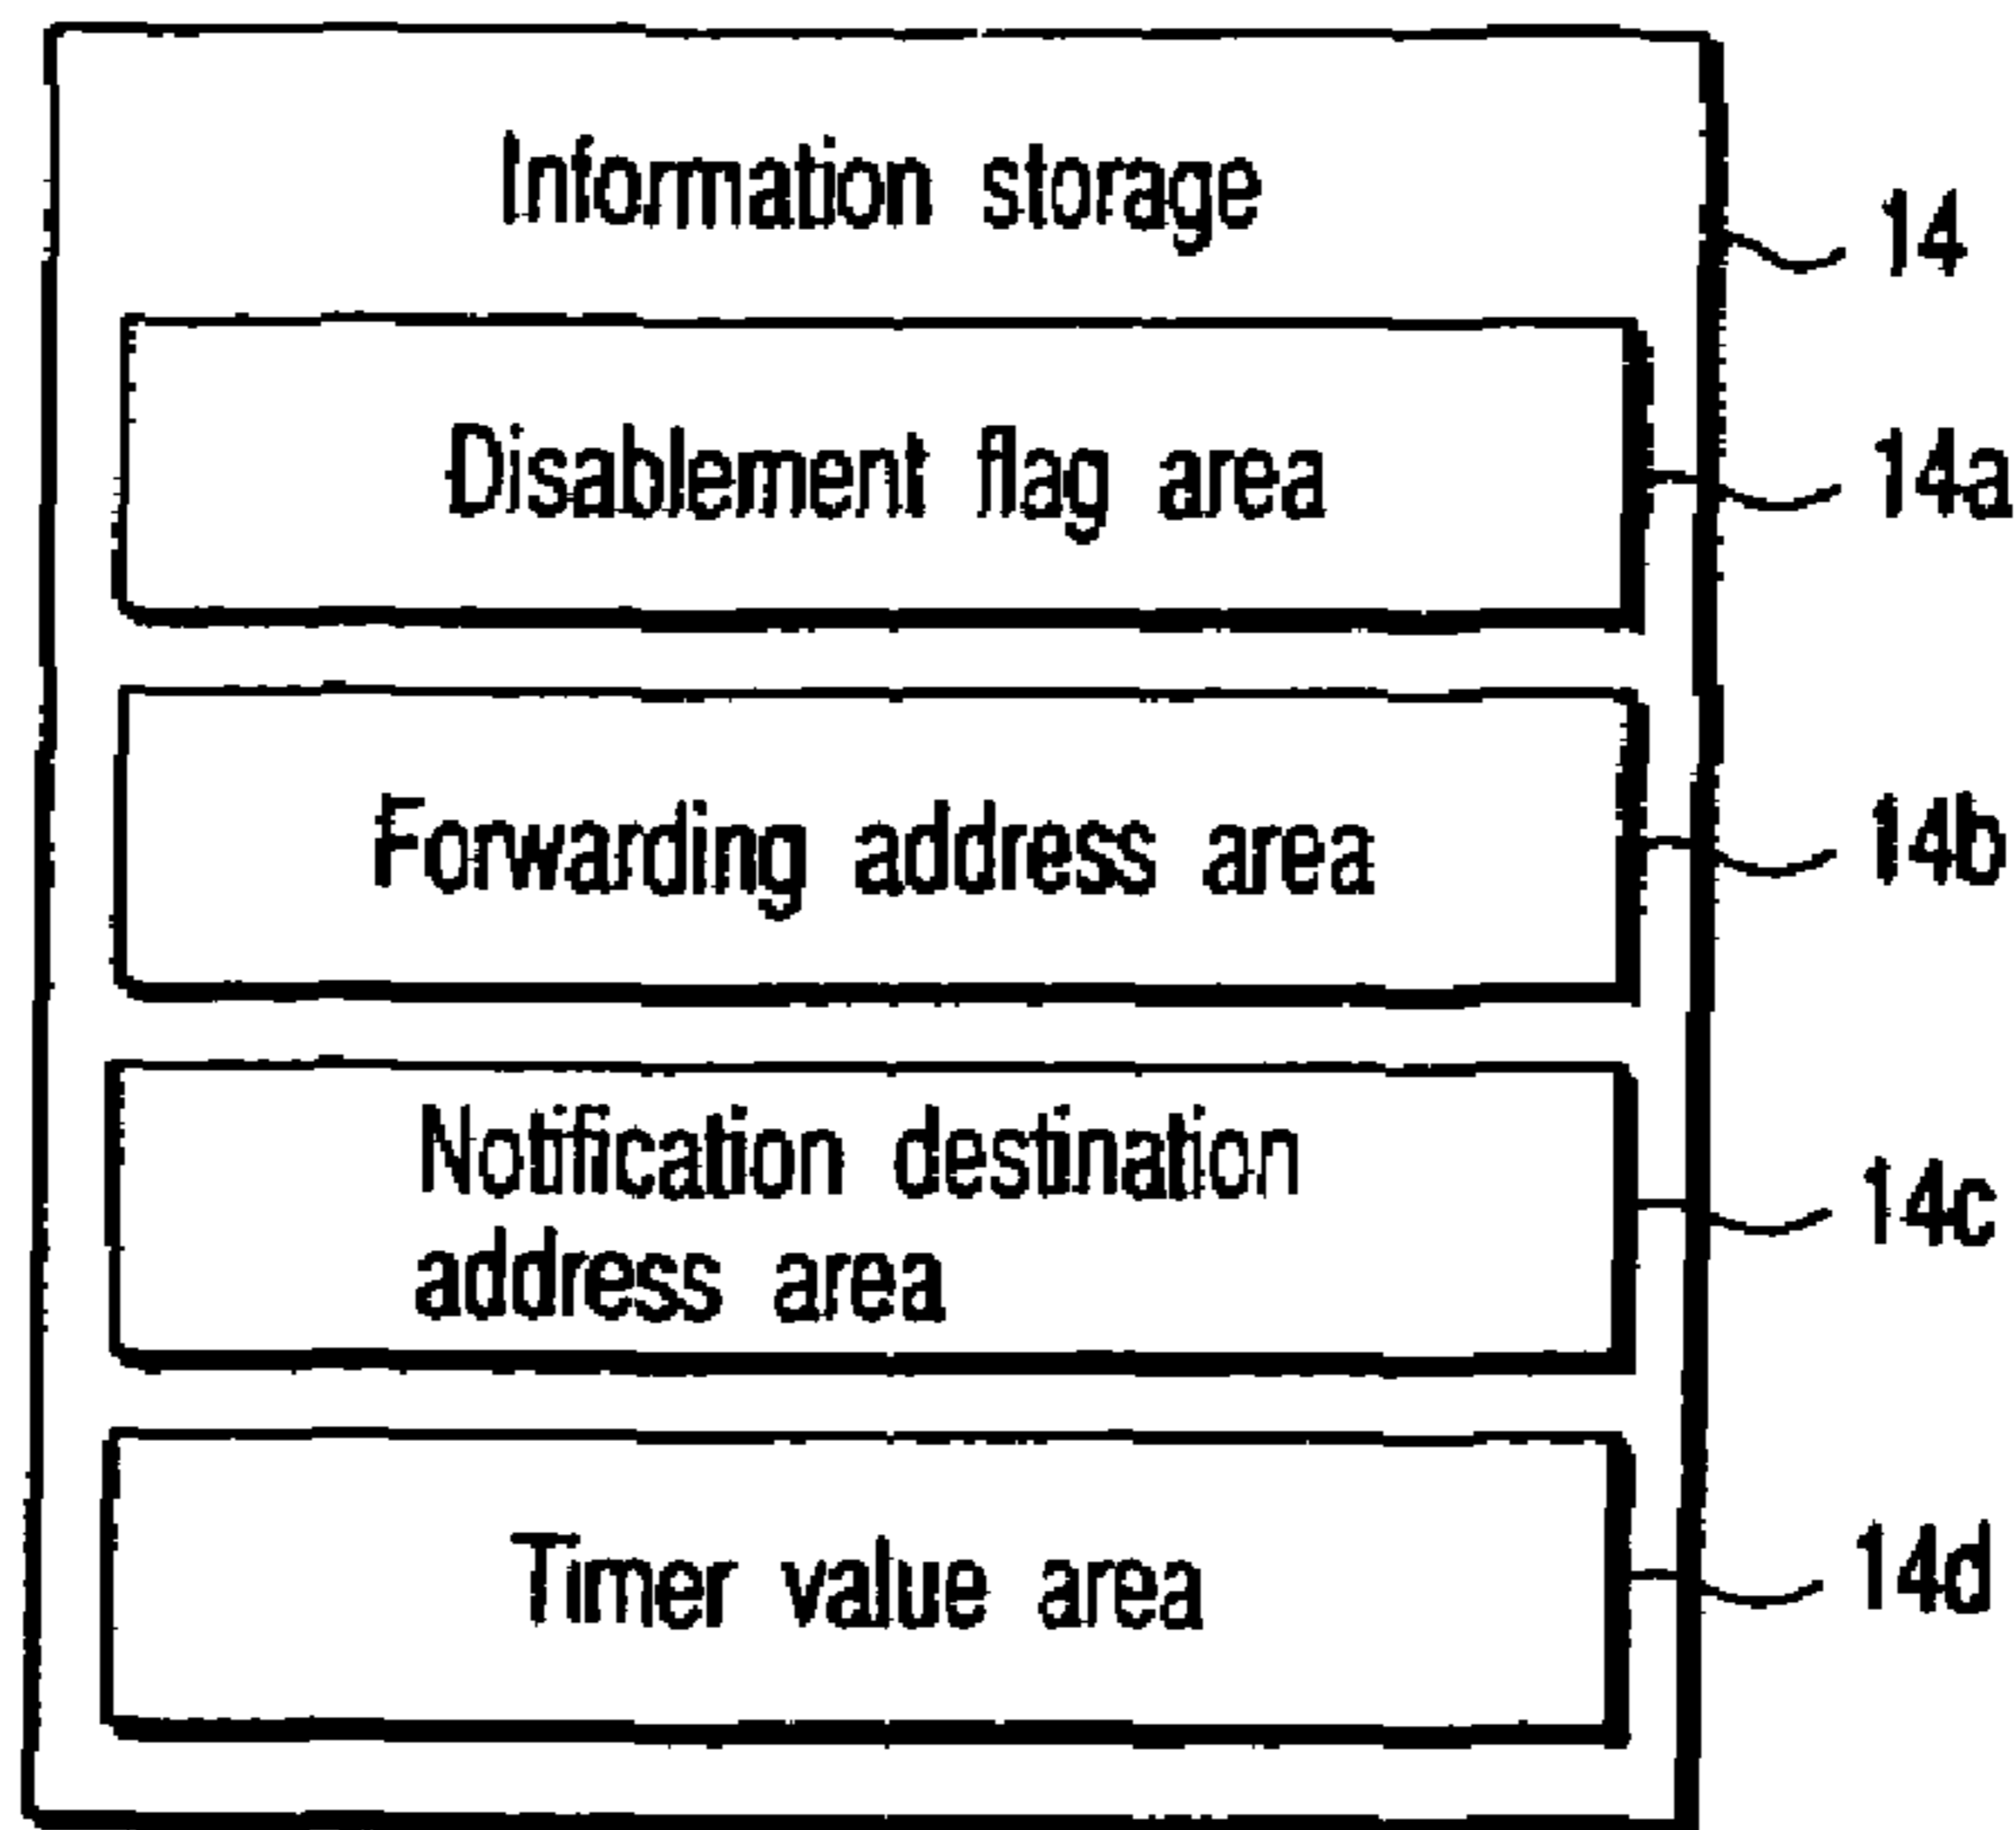 Information storage
14
Disablement flag area
14a
Forwarding address area
14b
Notification destination
address area
14c
Timer value area
14d